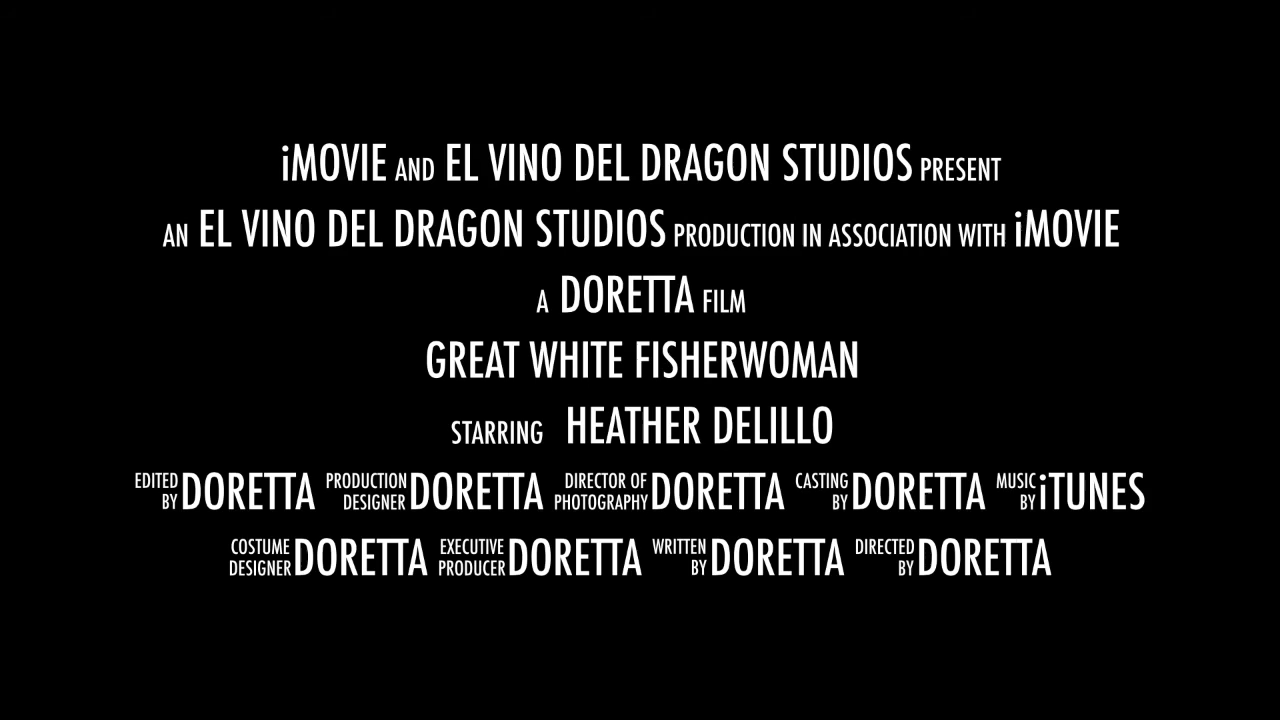 iMOVIE AND EL VINO DEL DRAGON STUDIOS PRESENT
AN EL VINO DEL DRAGON STUDIOS PRODUCTION IN ASSOCIATION WITH iMOVIE
A DORETTA FILM
GREAT WHITE FISHERWOMAN
STARRING HEATHER DELILLO
EDITED BY DORETTA PRODUCTION DESIGNER DORETTA DIRECTOR OF PHOTOGRAPHY DORETTA CASTING BY DORETTA MUSIC BY iTUNES
COSTUME DESIGNER DORETTA EXECUTIVE PRODUCER DORETTA WRITTEN BY DORETTA DIRECTED BY DORETTA